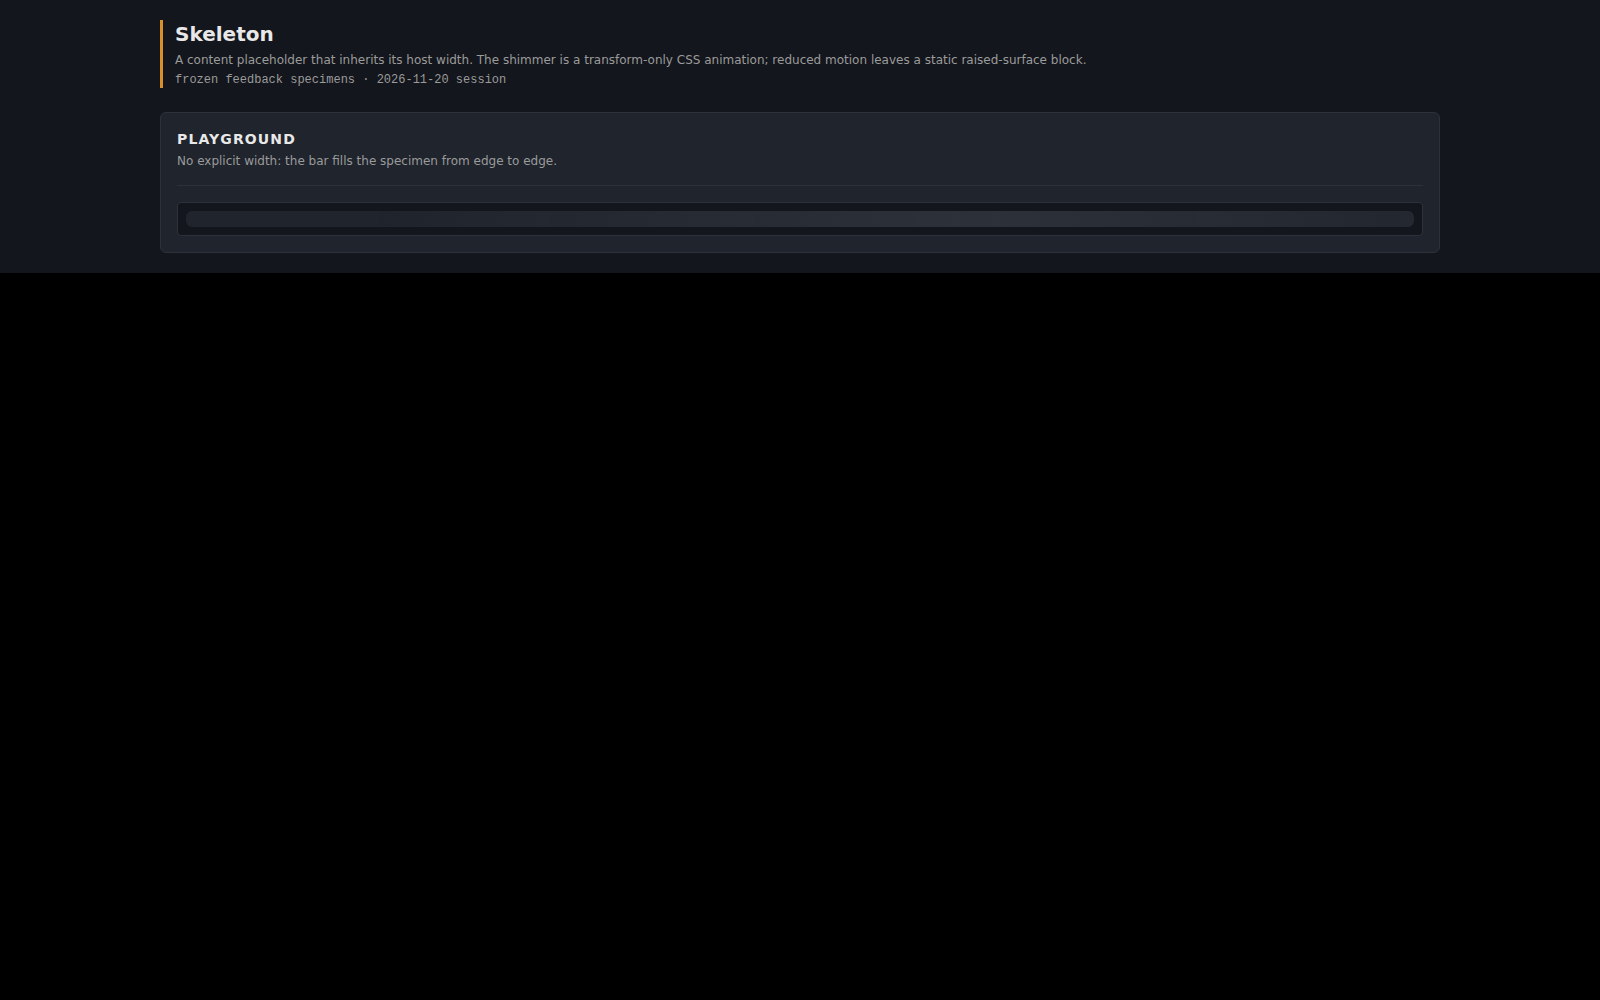 Skeleton
A content placeholder that inherits its host width. The shimmer is a transform-only CSS animation; reduced motion leaves a static raised-surface block.
frozen feedback specimens · 2026-11-20 session
PLAYGROUND
No explicit width: the bar fills the specimen from edge to edge.